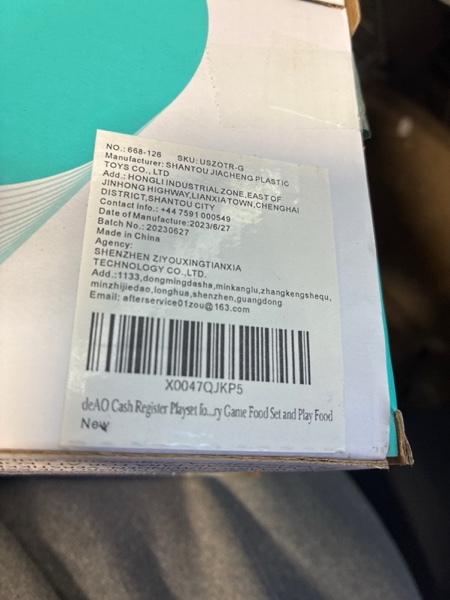 NO.: 668-126 SKU: USZOTR-G
Manufacturer: SHANTOU JIACHENG PLASTIC
TOYS CO., LTD
Add.: HONGLI INDUSTRIAL ZONE,EAST OF
JINHONG HIGHWAY,LIANXIA TOWN,CHENGHAI
DISTRICT,SHANTOU CITY
Contact info.: +44 7591 000549
Date of Manufacture:2023/6/27
Batch No.: 20230627
Made in China
Agency:
SHENZHEN ZIYOUXINGTIANXIA
TECHNOLOGY CO.,LTD.
Add.:1133,dongmingdasha,minkanglu,zhangkengshequ,
minzhijiedao,longhua,shenzhen,guangdong
Email: afterservice01zou@163.com
X0047QJKP5
deAO Cash Register Playset fo...ry Game Food Set and Play Food
New